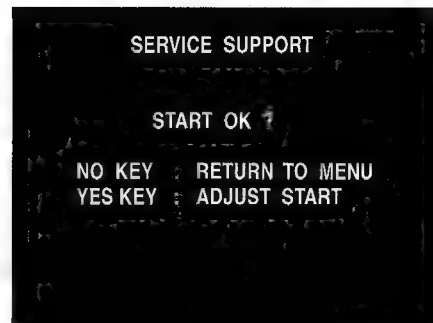 SERVICE SUPPORT
START OK ?
NO KEY : RETURN TO MENU
YES KEY : ADJUST START